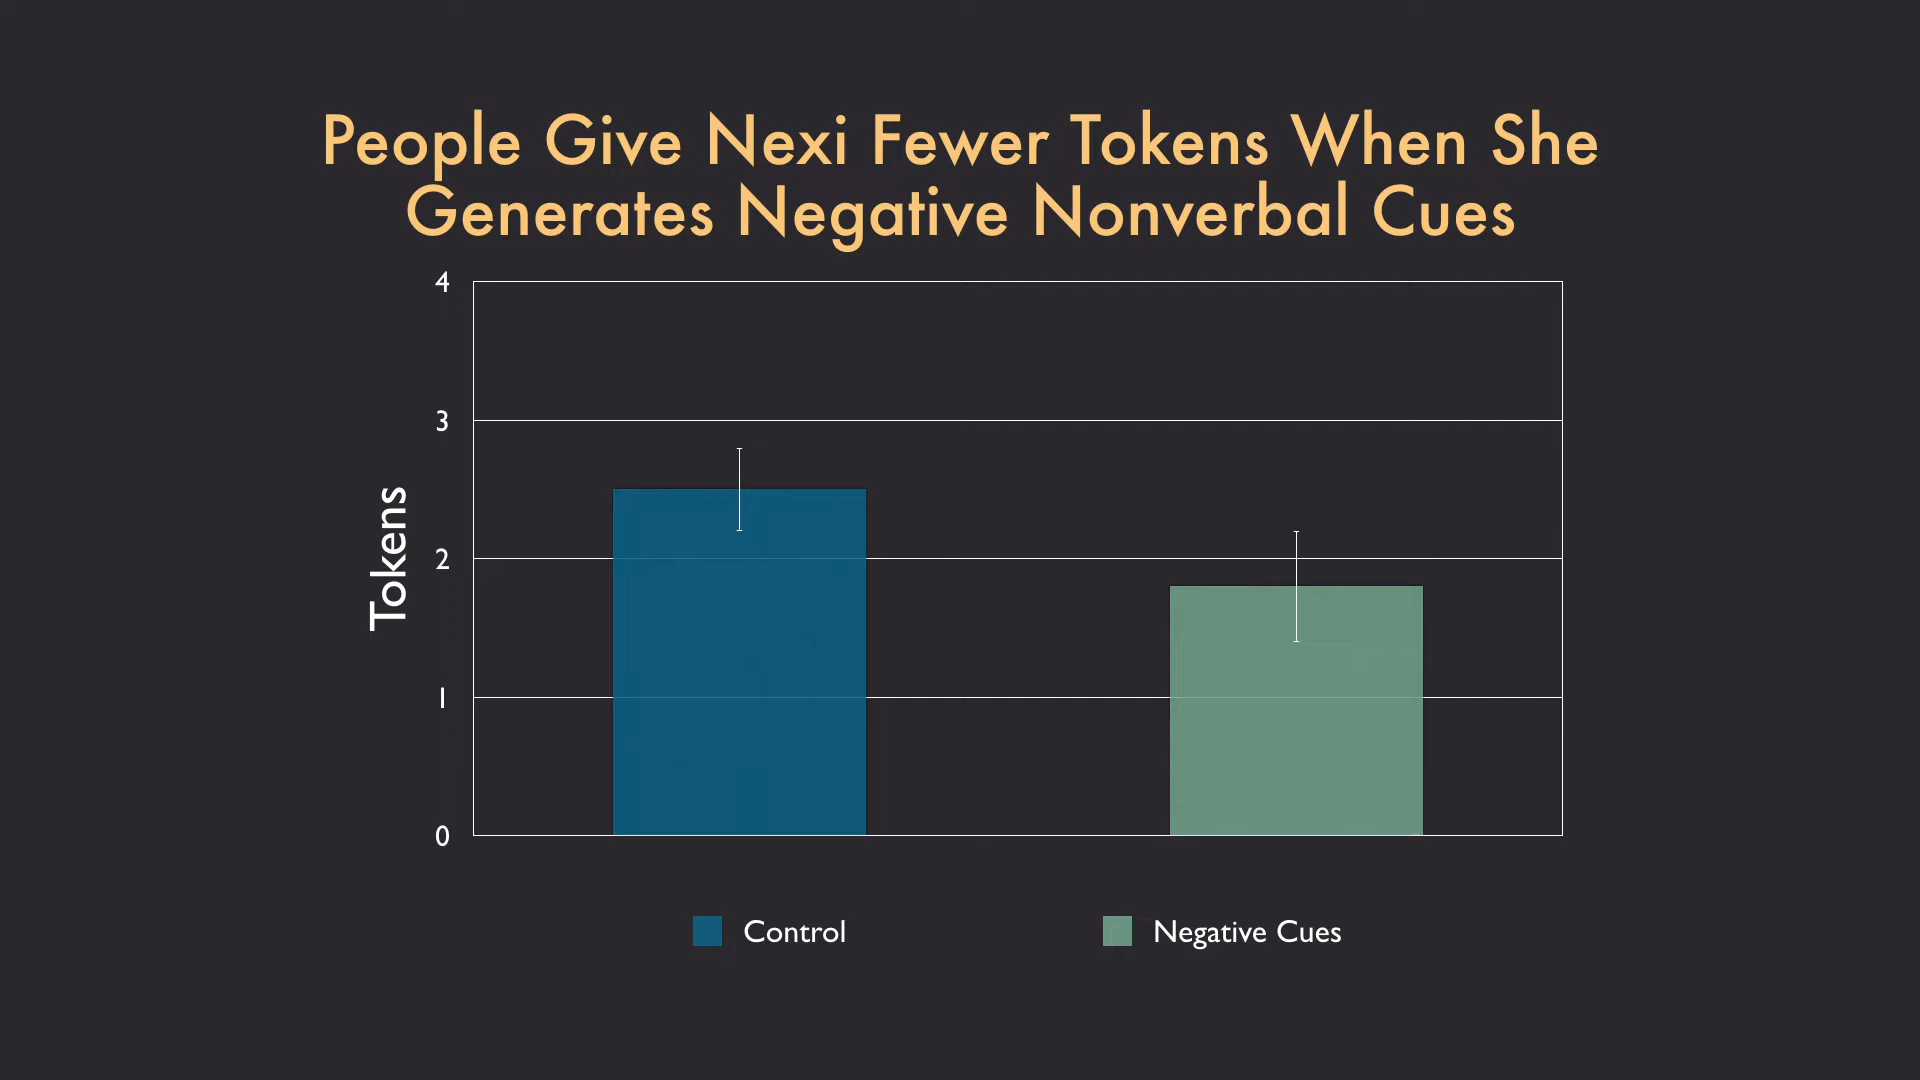 People Give Nexi Fewer Tokens When She
Generates Negative Nonverbal Cues
4
3
2
1
0
Tokens
Control
Negative Cues